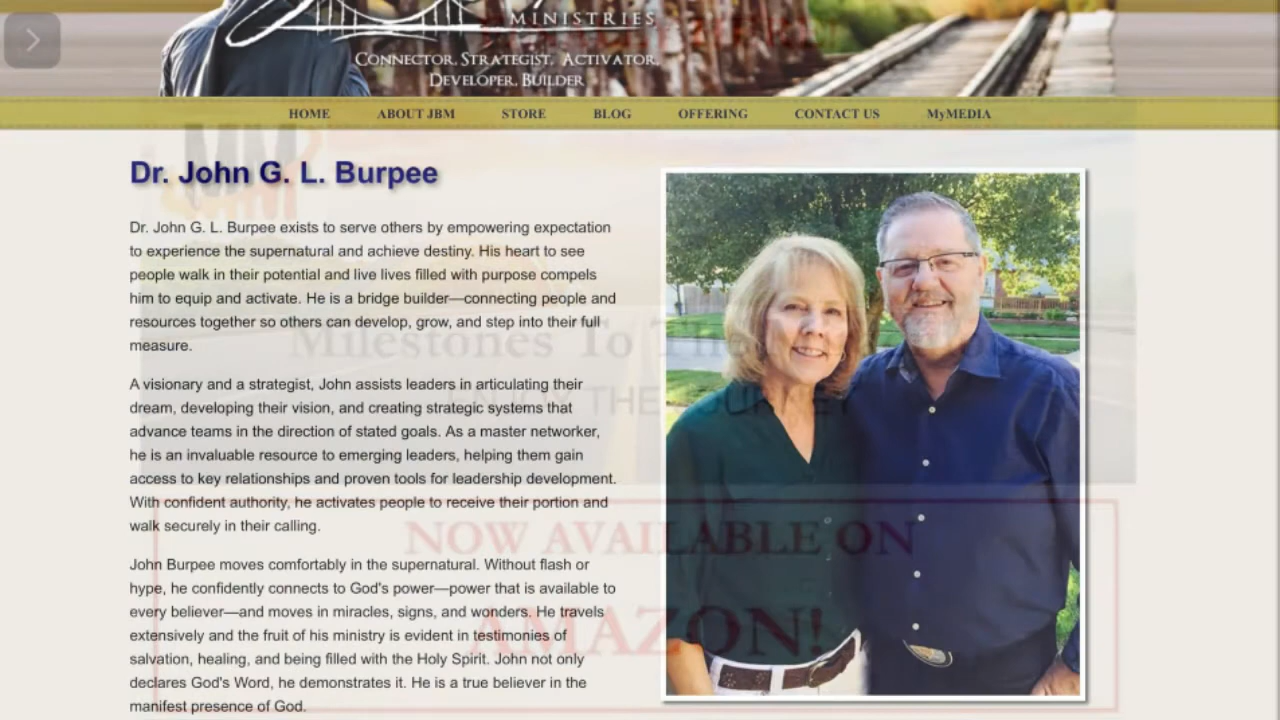 MINISTRIES
CONNECTOR, STRATEGIST, ACTIVATOR,
DEVELOPER, BUILDER
HOME ABOUT JBM STORE BLOG OFFERING CONTACT US MyMEDIA
Dr. John G. L. Burpee
Dr. John G. L. Burpee exists to serve others by empowering expectation
to experience the supernatural and achieve destiny. His heart to see
people walk in their potential and live lives filled with purpose compels
him to equip and activate. He is a bridge builder—connecting people and
resources together so others can develop, grow, and step into their full
measure.
A visionary and a strategist, John assists leaders in articulating their
dream, developing their vision, and creating strategic systems that
advance teams in the direction of stated goals. As a master networker,
he is an invaluable resource to emerging leaders, helping them gain
access to key relationships and proven tools for leadership development.
With confident authority, he activates people to receive their portion and
walk securely in their calling.
John Burpee moves comfortably in the supernatural. Without flash or
hype, he confidently connects to God's power—power that is available to
every believer—and moves in miracles, signs, and wonders. He travels
extensively and the fruit of his ministry is evident in testimonies of
salvation, healing, and being filled with the Holy Spirit. John not only
declares God's Word, he demonstrates it. He is a true believer in the
manifest presence of God.
Milestones To The
ENJOY THE JOURNEY
NOW AVAILABLE ON
AMAZON!